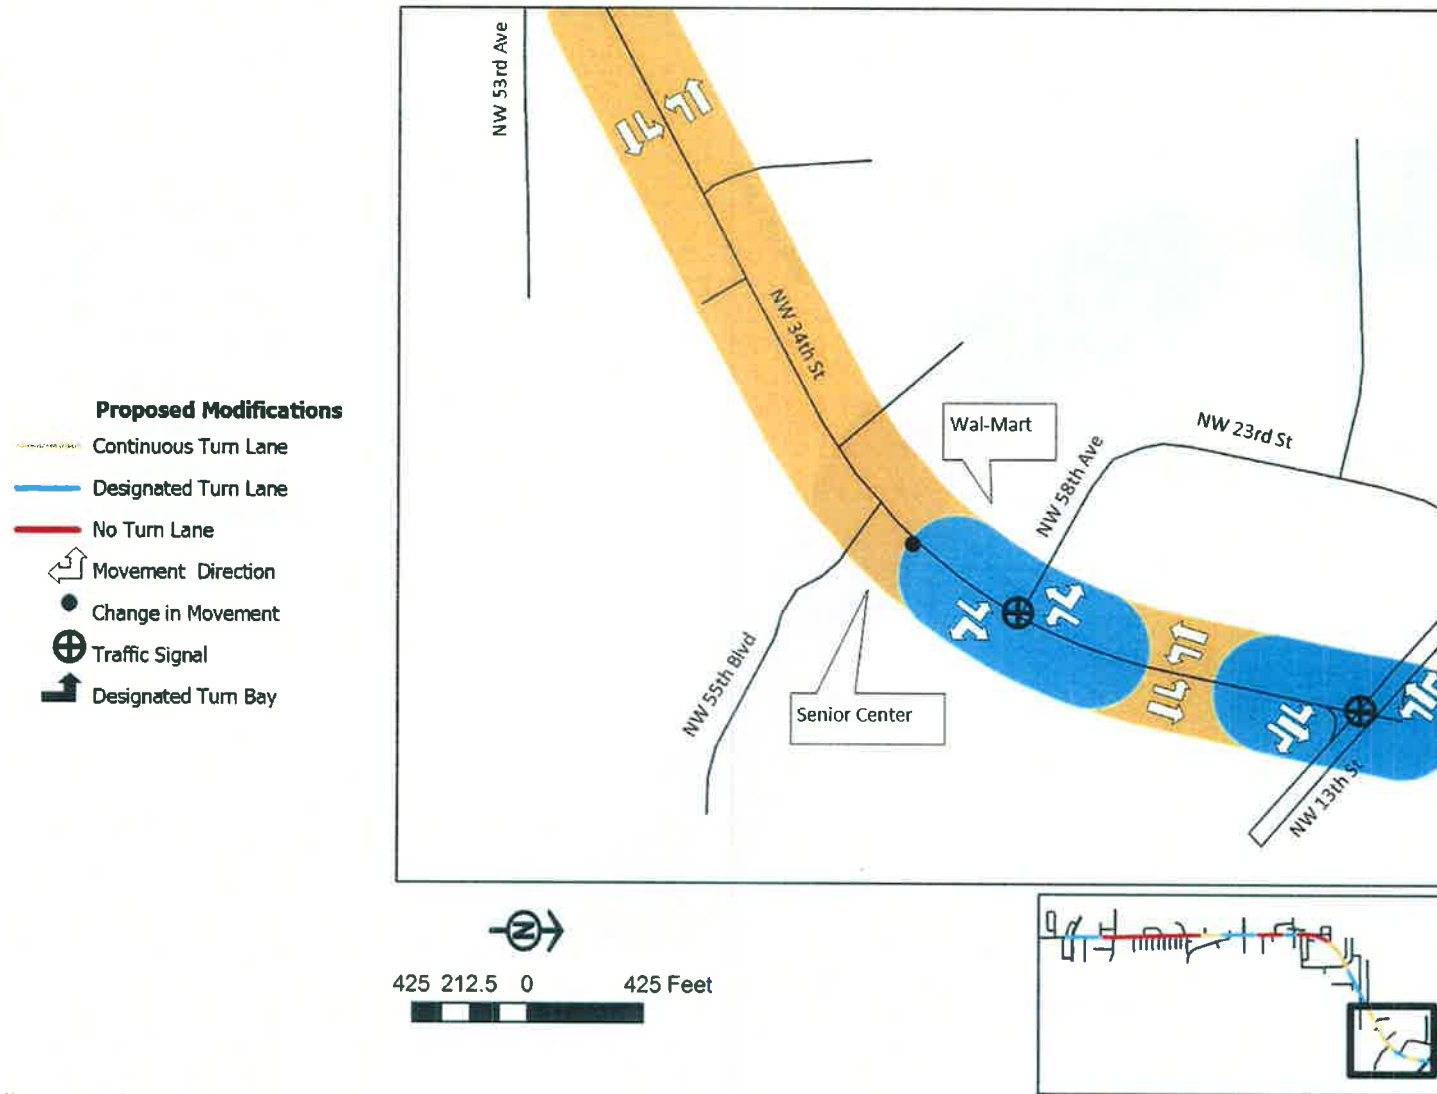 NW 53rd Ave
NW 34th St
Wal-Mart
NW 58th Ave
NW 23rd St
Proposed Modifications
Continuous Turn Lane
Designated Turn Lane
No Turn Lane
Movement Direction
Change in Movement
Traffic Signal
Designated Turn Bay
NW 55th Blvd
Senior Center
NW 13th St
N
425 212.5 0 425 Feet